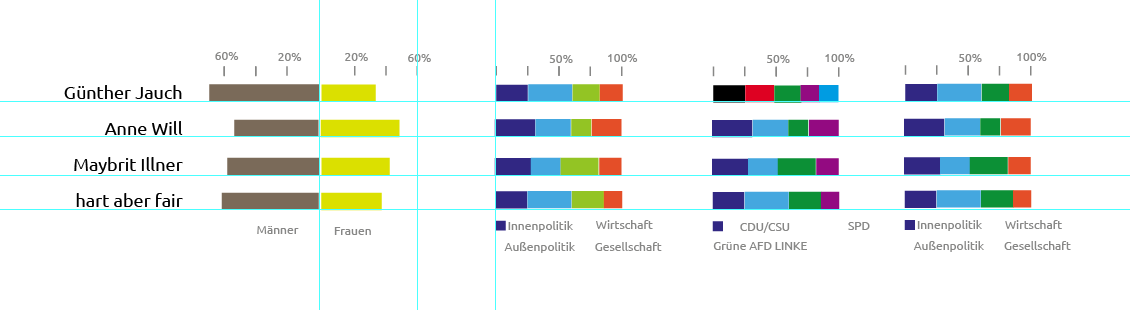 60% 20% 20% 60% 50% 100% 50% 100% 50% 100%
Günther Jauch
Anne Will
Maybrit Illner
hart aber fair
Männer Frauen
Innenpolitik Wirtschaft
Außenpolitik Gesellschaft
CDU/CSU SPD
Grüne AFD LINKE
Innenpolitik Wirtschaft
Außenpolitik Gesellschaft